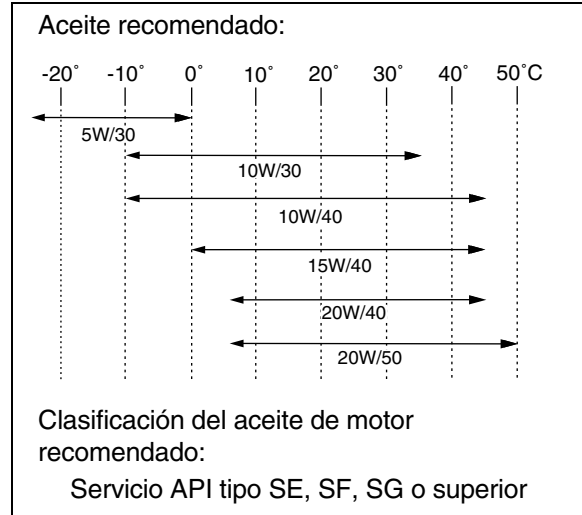 Aceite recomendado:
-20˚ -10˚ 0˚ 10˚ 20˚ 30˚ 40˚ 50˚C
5W/30
10W/30
10W/40
15W/40
20W/40
20W/50
Clasificación del aceite de motor
recomendado:
Servicio API tipo SE, SF, SG o superior